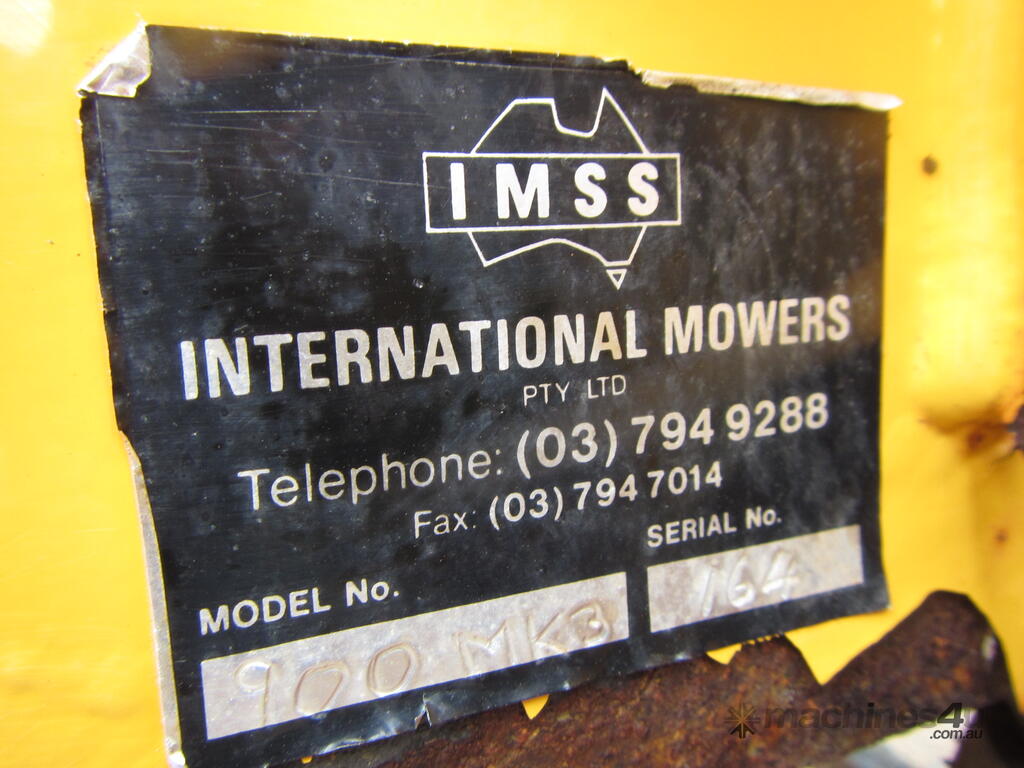 IMSS
INTERNATIONAL MOWERS
PTY LTD
Telephone: (03) 794 9288
Fax: (03) 794 7014
MODEL No. SERIAL No.
900 MK3 164
machines4u
.com.au